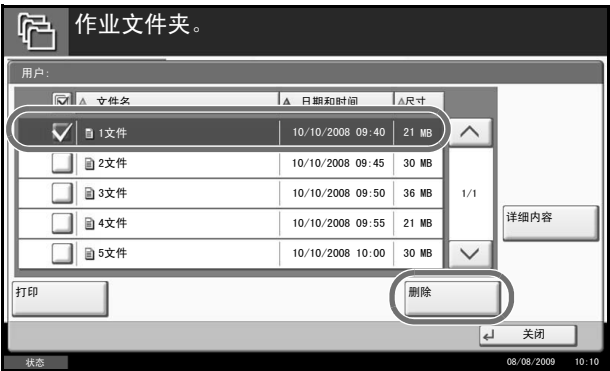 作业文件夹。
用户:
文件名 日期和时间 尺寸
1文件 10/10/2008 09:40 21 MB
2文件 10/10/2008 09:45 30 MB
3文件 10/10/2008 09:50 36 MB 1/1
4文件 10/10/2008 09:55 21 MB 详细内容
5文件 10/10/2008 10:00 30 MB
打印 删除
关闭
状态 08/08/2009 10:10